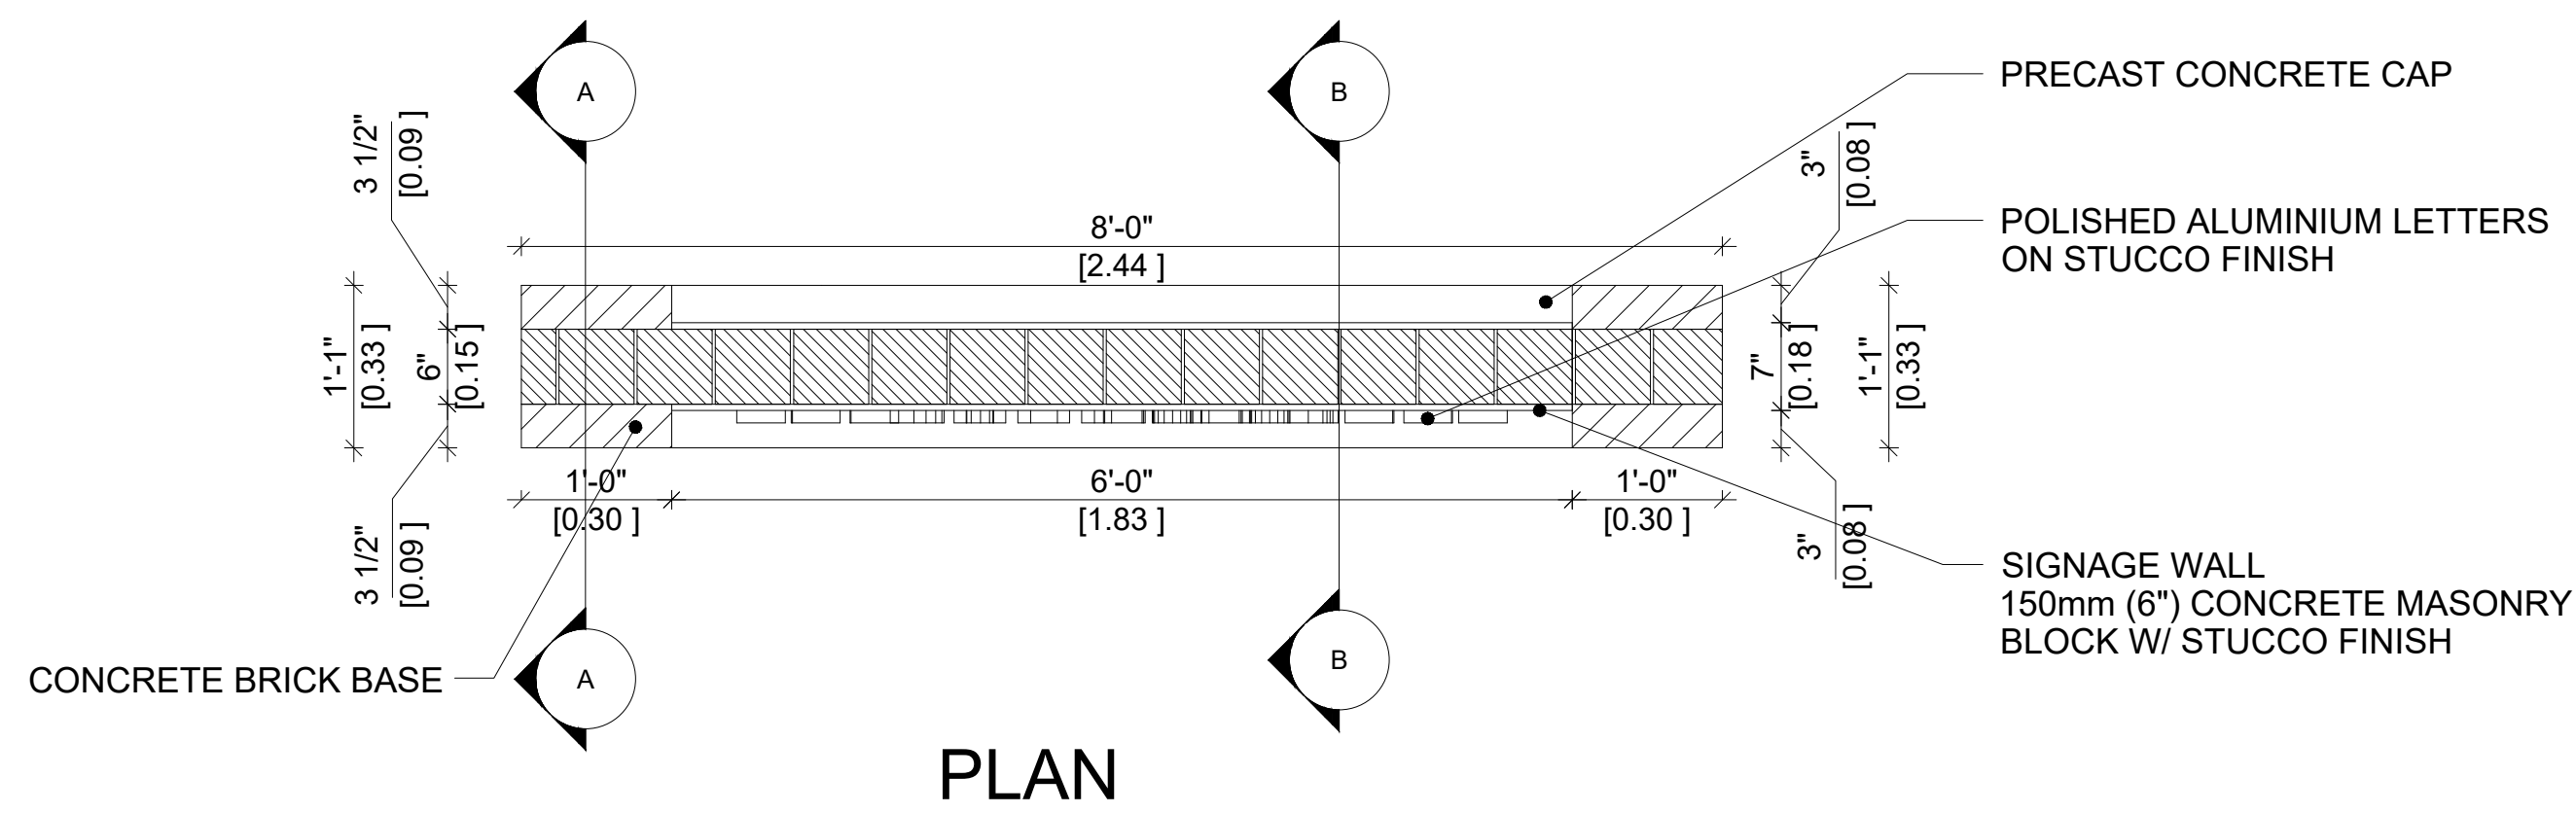 A
B
PRECAST CONCRETE CAP
3 1/2"
[0.09 ]
3"
[0.08 ]
POLISHED ALUMINIUM LETTERS
ON STUCCO FINISH
8'-0"
[2.44 ]
1'-1"
[0.33 ]
6"
[0.15 ]
7"
[0.18 ]
1'-1"
[0.33 ]
1'-0"
[0.30 ]
6'-0"
[1.83 ]
1'-0"
[0.30 ]
3 1/2"
[0.09 ]
3"
[0.08 ]
SIGNAGE WALL
150mm (6") CONCRETE MASONRY
BLOCK W/ STUCCO FINISH
CONCRETE BRICK BASE
A
B
PLAN